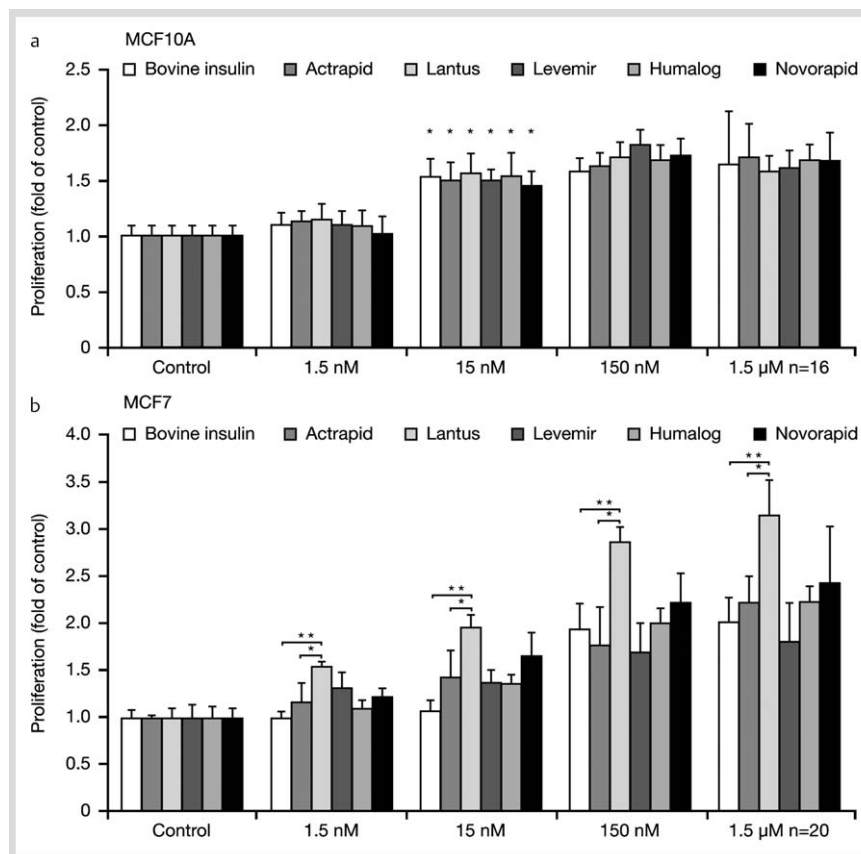 a MCF10A
Bovine insulin Actrapid Lantus Levemir Humalog Novorapid
Proliferation (fold of control)
2.5
2.0
1.5
1.0
0.5
0
* * * * * *
Control 1.5 nM 15 nM 150 nM 1.5 µM n=16
b MCF7
Bovine insulin Actrapid Lantus Levemir Humalog Novorapid
Proliferation (fold of control)
4.0
3.5
3.0
2.5
2.0
1.5
1.0
0.5
0
**
*
**
*
**
*
**
*
Control 1.5 nM 15 nM 150 nM 1.5 µM n=20